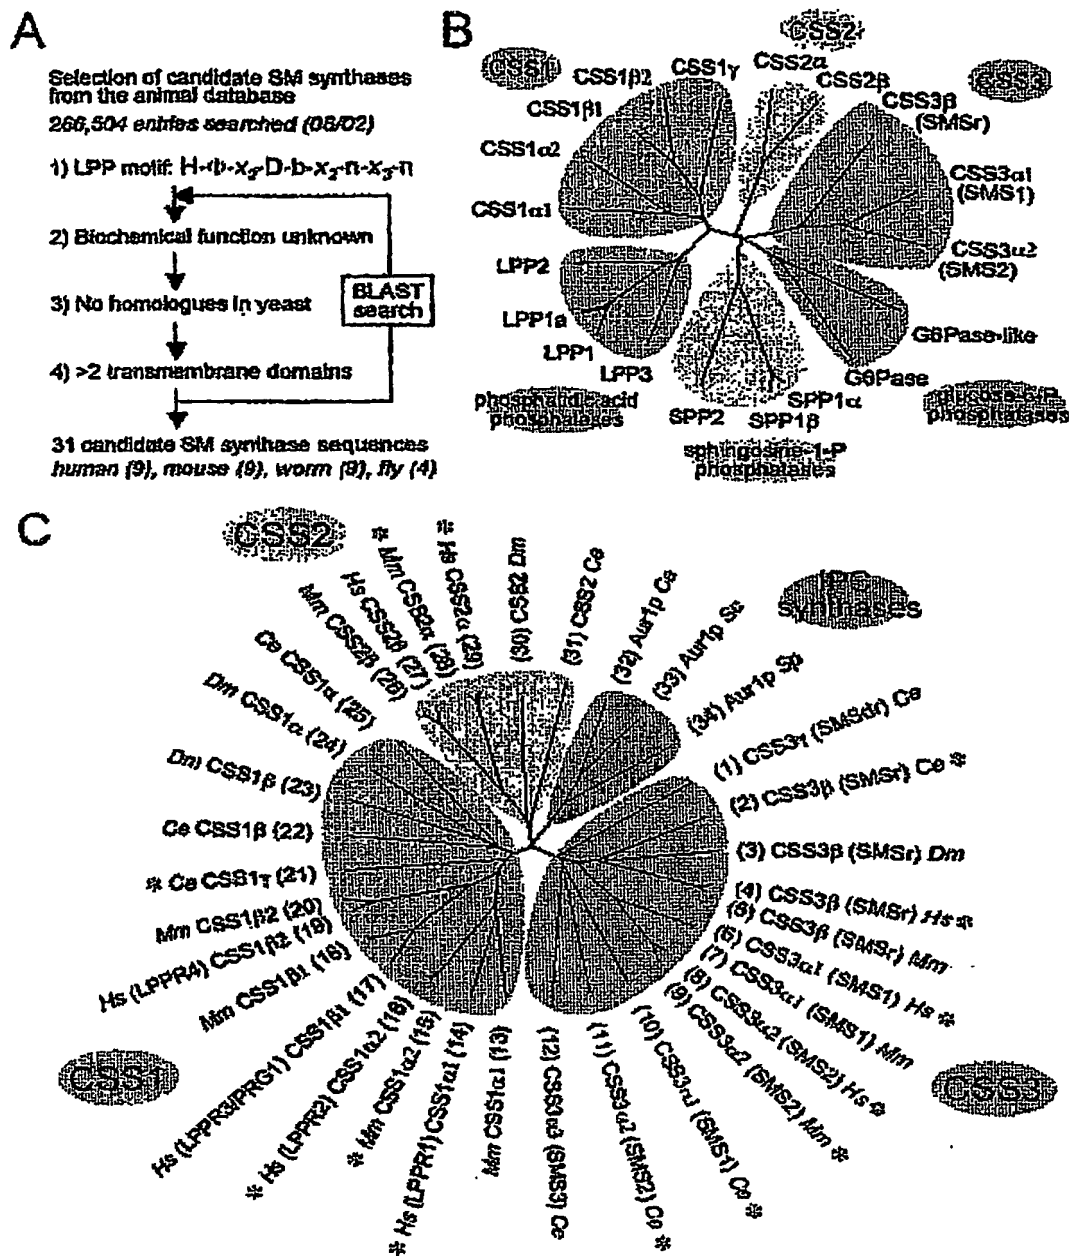 A
Selection of candidate SM synthases
from the animal database
266,504 entries searched (08/02)
1) LPP motif:
2) Biochemical function unknown
3) No homologues in yeast
4) >2 transmembrane domains
BLAST
search
31 candidate SM synthase sequences
human (9), mouse (9), worm (9), fly (4)
B
CSS1
CSS2
CSS3
CSS1β2
CSS1γ
CSS2α
CSS2β
CSS3β
(SMSr)
CSS1β1
CSS1α2
CSS1α1
CSS3α1
(SMS1)
CSS3α2
(SMS2)
LPP2
LPP1a
LPP1
LPP3
G6Pase-like
G6Pase
SPP1α
SPP1β
SPP2
phosphatidic acid
phosphatases
sphingosine-1-P
phosphatases
glucose-6-P
phosphatases
C
CSS2
IPC
synthases
CSS1
CSS3
Mm CSS2β (26)
Hs CSS2β (27)
* Mm CSS2α (28)
* Hs CSS2α (29)
(30) CSS2 Dm
(31) CSS2 Ce
(32) Aur1p Ca
(33) Aur1p Sc
(34) Aur1p Sp
(1) CSS3γ (SMSdr) Ce
(2) CSS3β (SMSr) Ce *
(3) CSS3β (SMSr) Dm
(4) CSS3β (SMSr) Hs *
(5) CSS3β (SMSr) Mm
(6) CSS3α1 (SMS1) Hs *
(7) CSS3α1 (SMS1) Mm
(8) CSS3α2 (SMS2) Hs *
(9) CSS3α2 (SMS2) Mm *
(10) CSS3α1 (SMS1) Ce *
(11) CSS3α2 (SMS2) Ce *
(12) CSS3α3 (SMS3) Ce
Mm CSS1α1 (13)
* Hs (LPPR1) CSS1α1 (14)
* Mm CSS1α2 (15)
* Hs (LPPR2) CSS1α2 (16)
Hs (LPPR3/PRG1) CSS1β1 (17)
Mm CSS1β1 (18)
Hs (LPPR4) CSS1β2 (19)
Mm CSS1β2 (20)
* Ce CSS1γ (21)
Ce CSS1β (22)
Dm CSS1β (23)
Dm CSS1α (24)
Ce CSS1α (25)